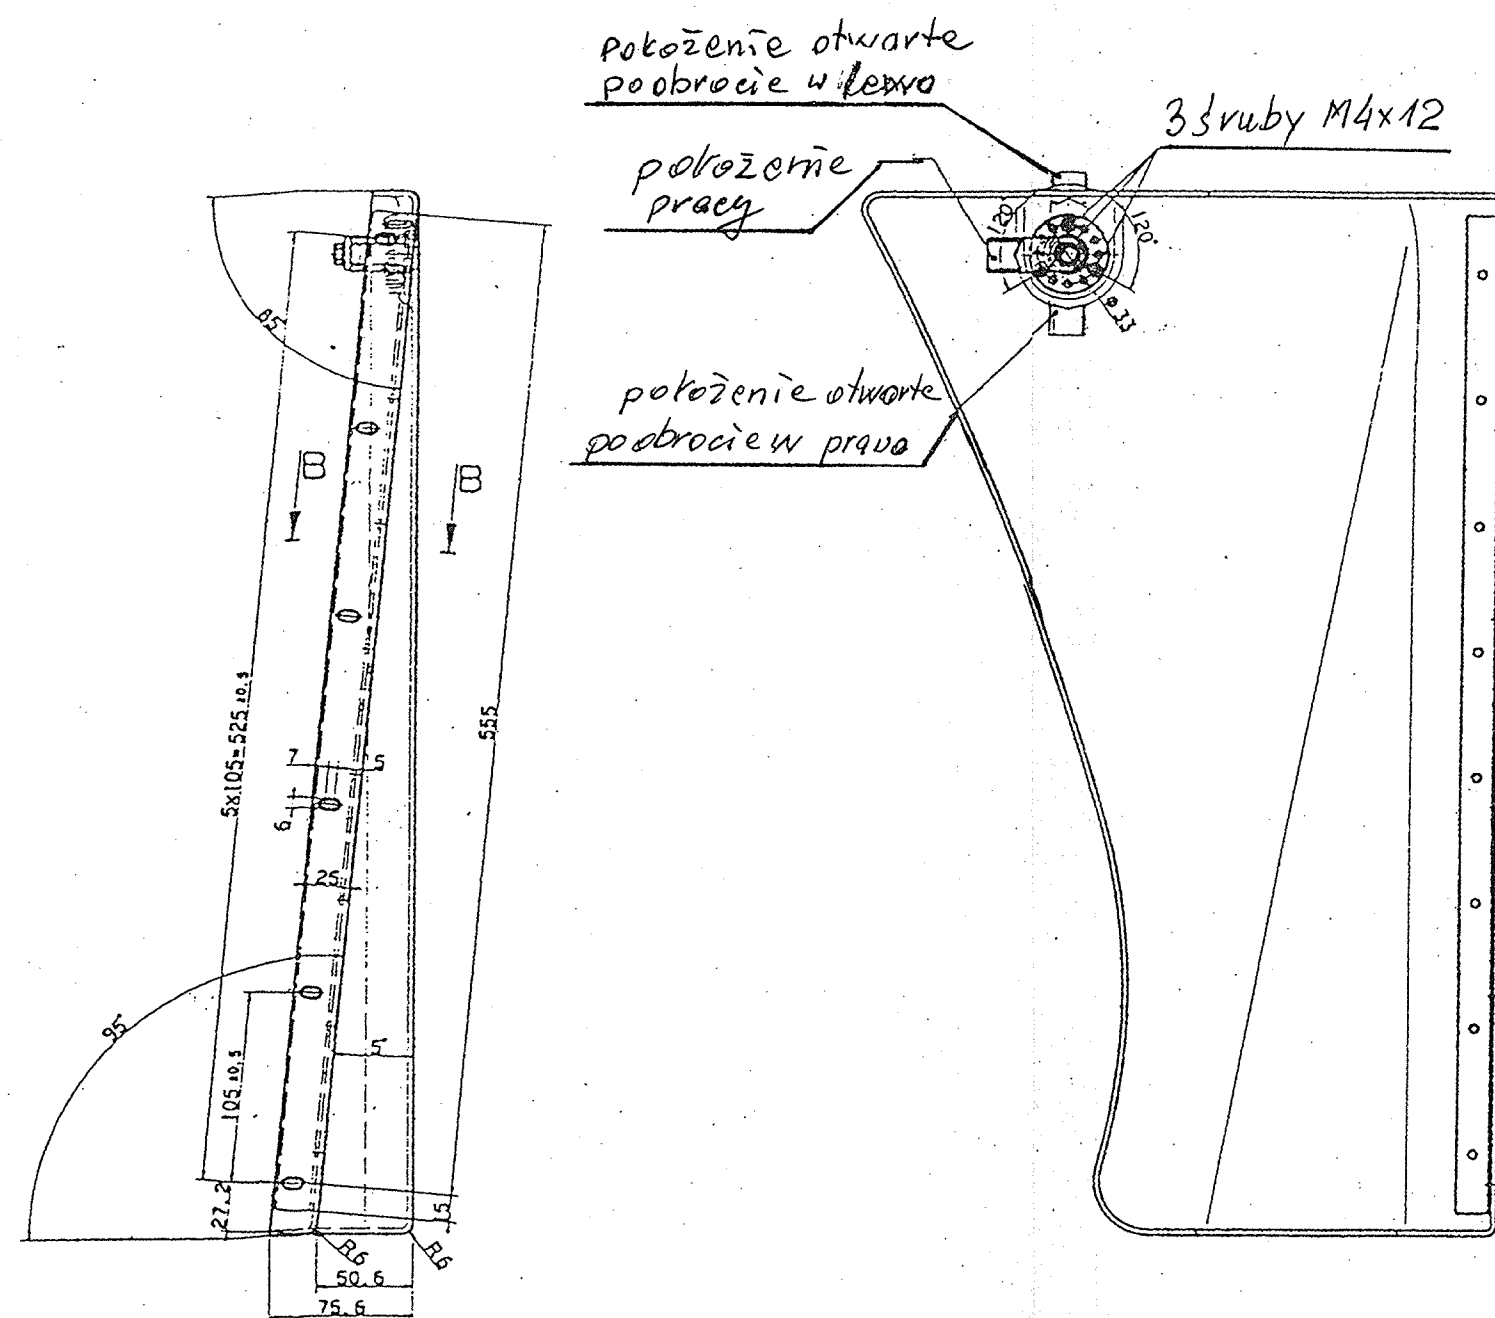 położenie otwarte
po obrocie w lewo
3 śruby M4x12
położenie
pracy
120°
120°
ø33
położenie otwarte
po obrocie w prawo
85°
B
B
5x105=525±0.5
555
7
5
6
25
95°
5
105±0,5
27.2
15
R6
R6
50.6
75.6